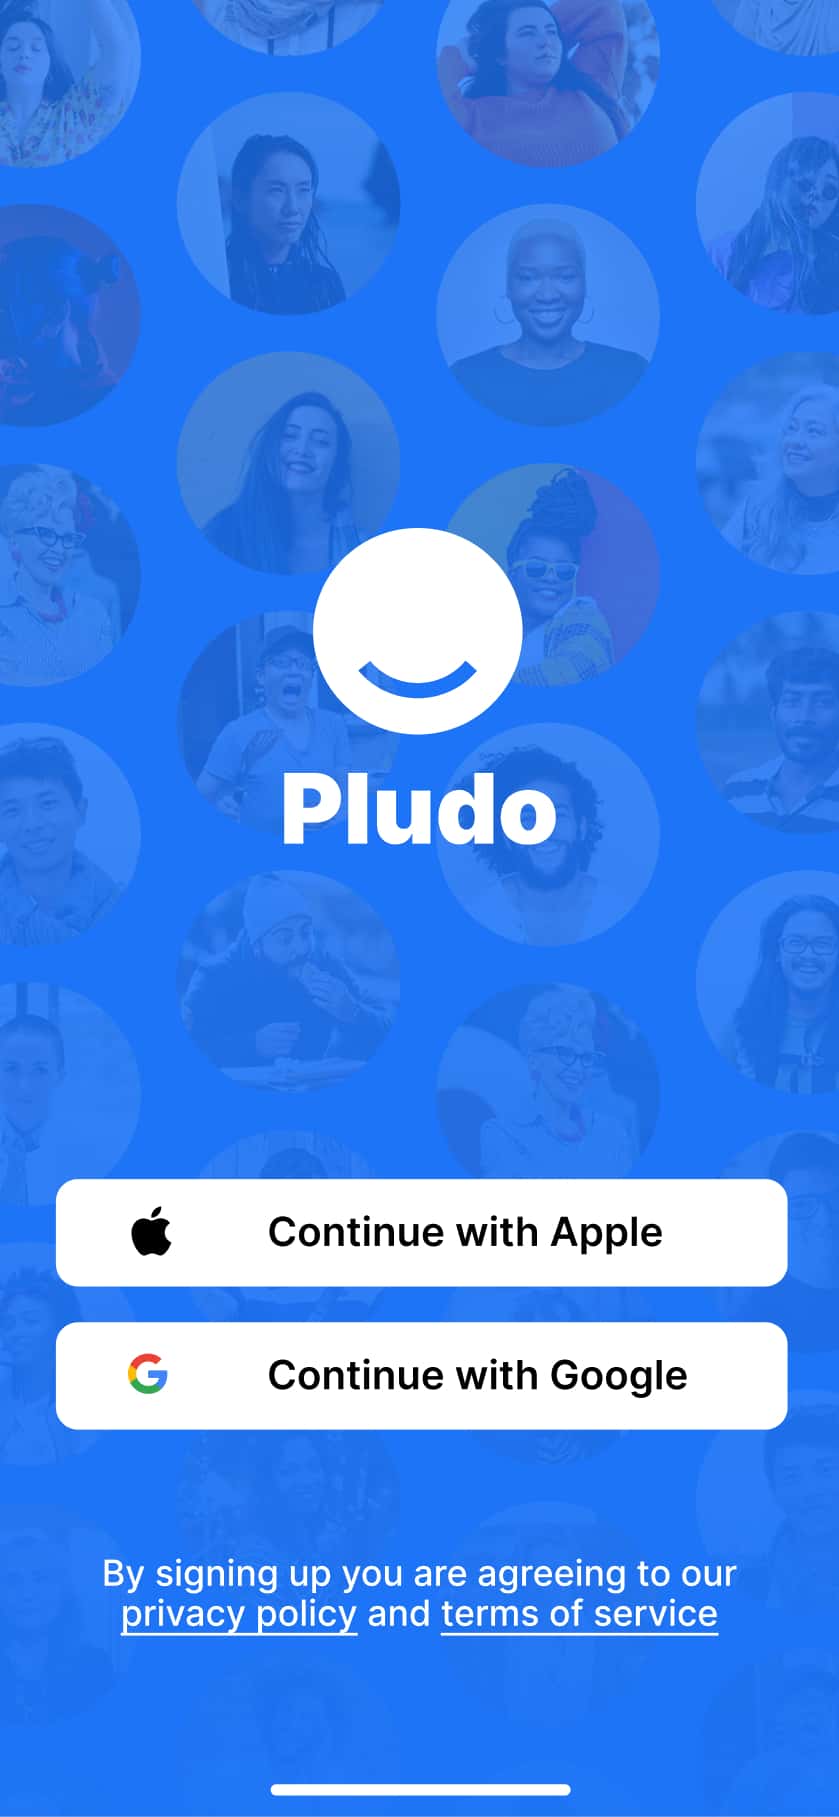 Pludo
Continue with Apple
Continue with Google
By signing up you are agreeing to our
privacy policy and terms of service